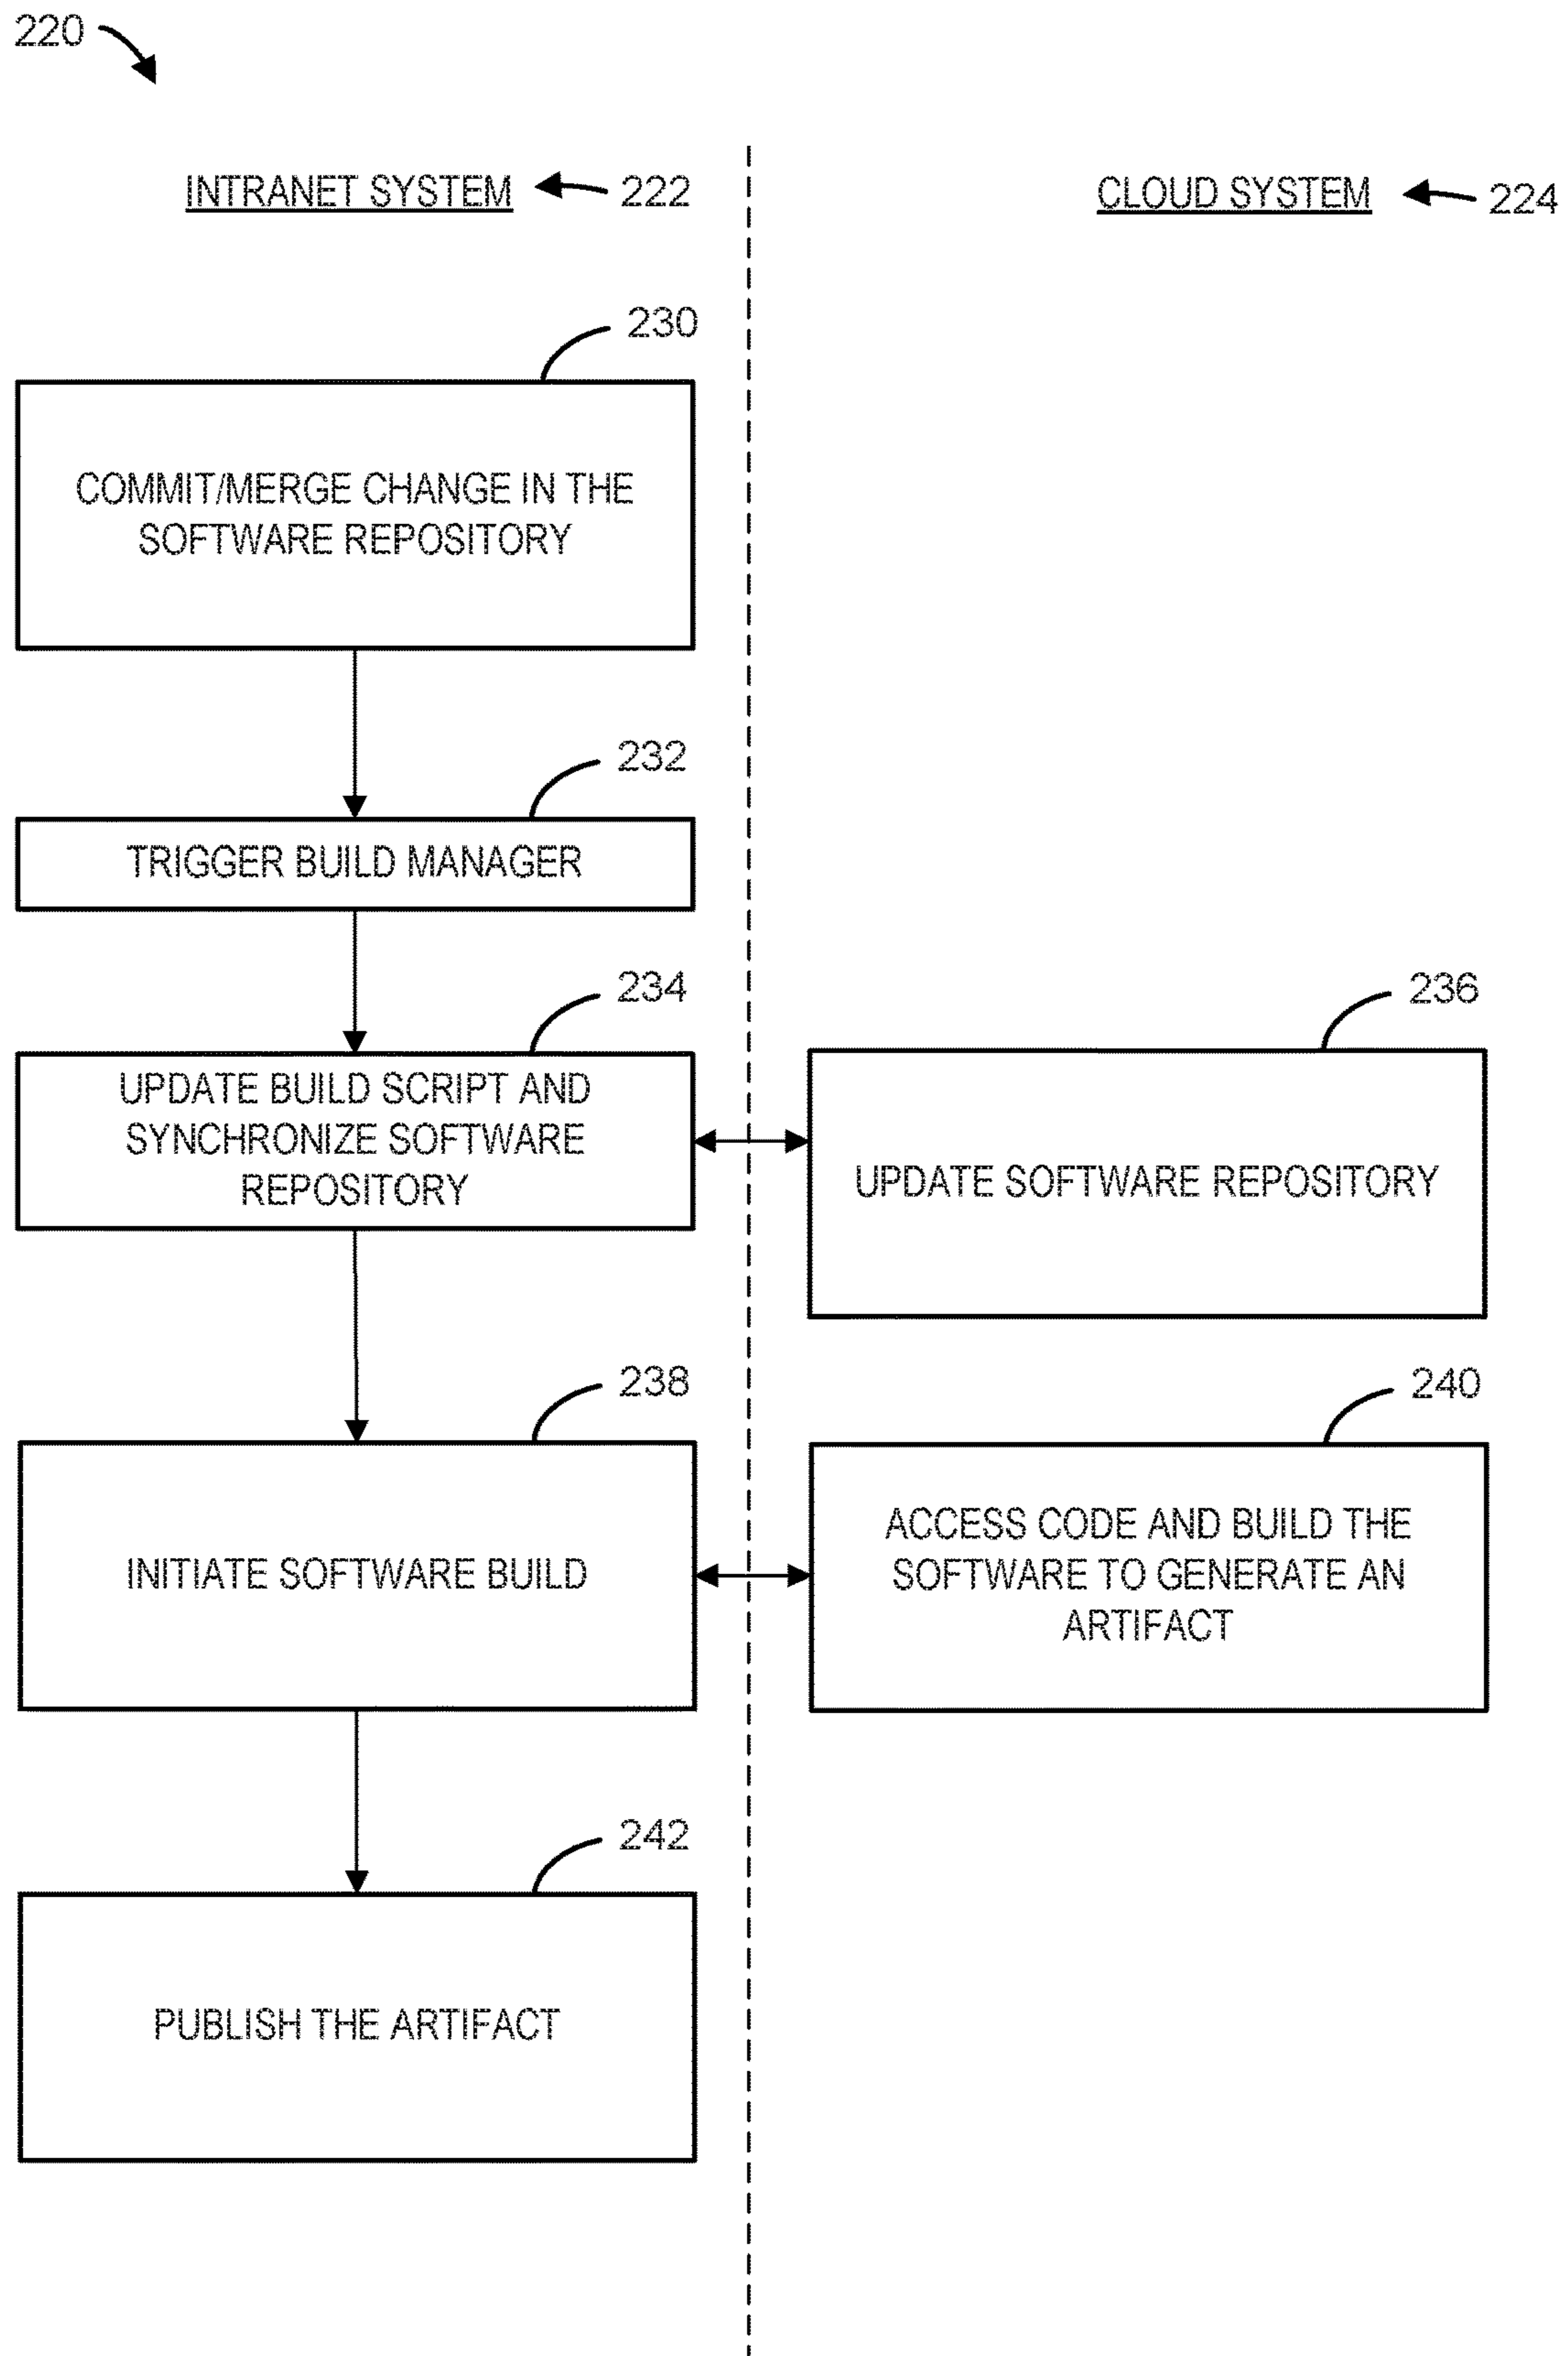 220
INTRANET SYSTEM
222
CLOUD SYSTEM
224
230
COMMIT/MERGE CHANGE IN THE
SOFTWARE REPOSITORY
232
TRIGGER BUILD MANAGER
234
UPDATE BUILD SCRIPT AND
SYNCHRONIZE SOFTWARE
REPOSITORY
236
UPDATE SOFTWARE REPOSITORY
238
INITIATE SOFTWARE BUILD
240
ACCESS CODE AND BUILD THE
SOFTWARE TO GENERATE AN
ARTIFACT
242
PUBLISH THE ARTIFACT